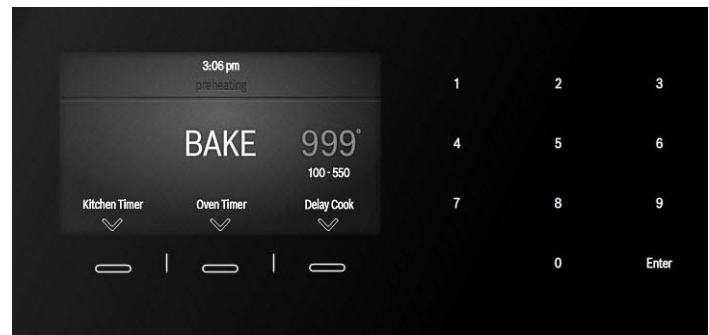 3:06 pm
preheating
BAKE 999°
100 - 550
Kitchen Timer Oven Timer Delay Cook
1 2 3
4 5 6
7 8 9
0 Enter